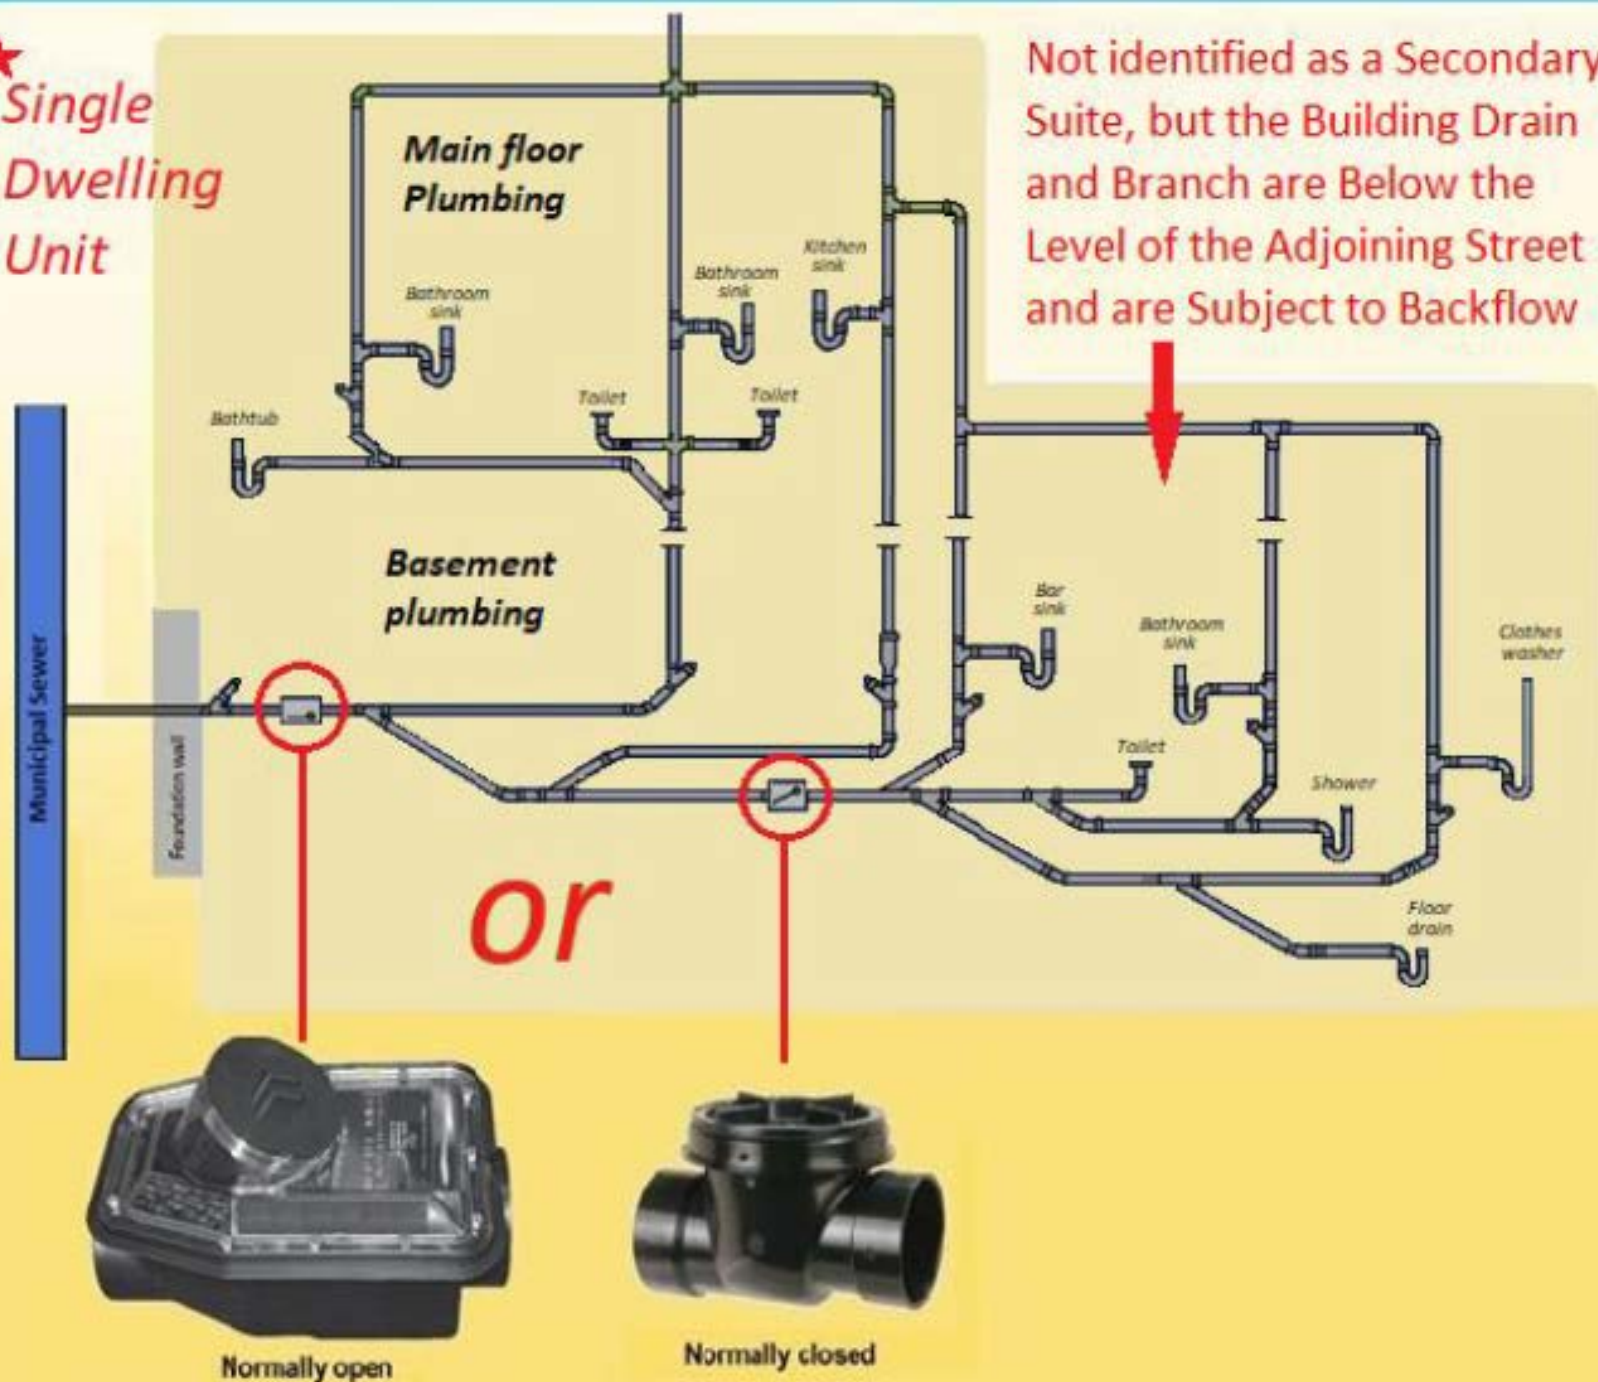 Single
Dwelling
Unit
Not identified as a Secondary
Suite, but the Building Drain
and Branch are Below the
Level of the Adjoining Street
and are Subject to Backflow
Main floor
Plumbing
Kitchen
sink
Bathroom
sink
Bathroom
sink
Toilet
Toilet
Bathtub
Basement
plumbing
Bar
sink
Bathroom
sink
Clothes
washer
Municipal Sewer
Foundation wall
Toilet
Shower
Floor
drain
or
Normally open
Normally closed